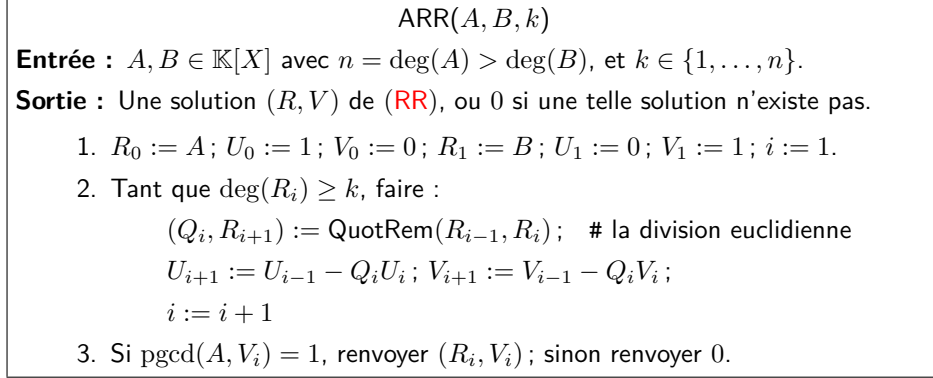 ARR(A, B, k)
Entrée : A, B ∈ 𝕂[X] avec n = deg(A) > deg(B), et k ∈ {1, . . . , n}.
Sortie : Une solution (R, V) de (RR), ou 0 si une telle solution n'existe pas.
1. R₀ := A ; U₀ := 1 ; V₀ := 0 ; R₁ := B ; U₁ := 0 ; V₁ := 1 ; i := 1.
2. Tant que deg(Rᵢ) ≥ k, faire :
(Qᵢ, Rᵢ₊₁) := QuotRem(Rᵢ₋₁, Rᵢ) ; # la division euclidienne
Uᵢ₊₁ := Uᵢ₋₁ − QᵢUᵢ ; Vᵢ₊₁ := Vᵢ₋₁ − QᵢVᵢ ;
i := i + 1
3. Si pgcd(A, Vᵢ) = 1, renvoyer (Rᵢ, Vᵢ) ; sinon renvoyer 0.